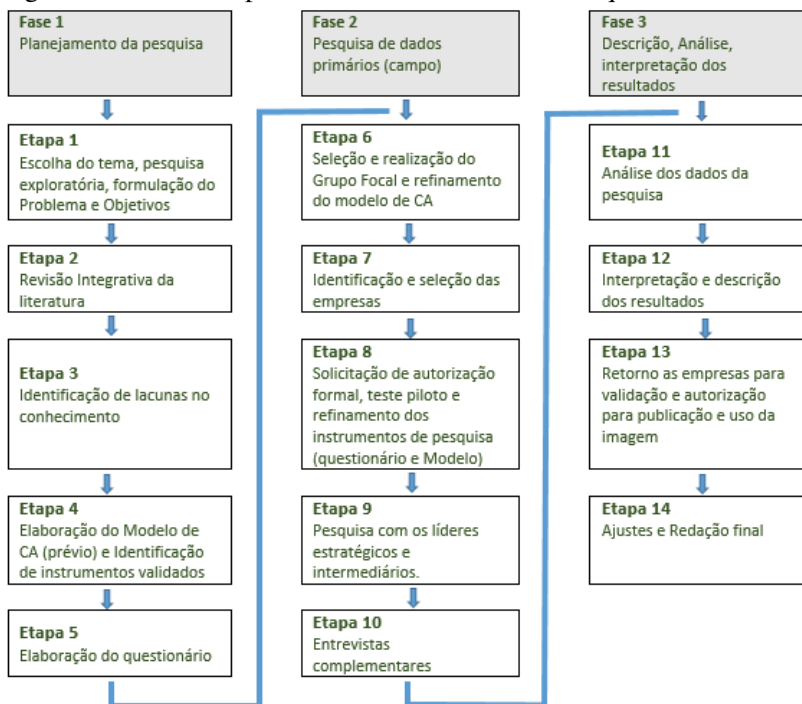 Fase 1
Planejamento da pesquisa
Etapa 1
Escolha do tema, pesquisa
exploratória, formulação do
Problema e Objetivos
Etapa 2
Revisão Integrativa da
literatura
Etapa 3
Identificação de lacunas no
conhecimento
Etapa 4
Elaboração do Modelo de
CA (prévio) e Identificação
de instrumentos validados
Etapa 5
Elaboração do questionário
Fase 2
Pesquisa de dados
primários (campo)
Etapa 6
Seleção e realização do
Grupo Focal e refinamento
do modelo de CA
Etapa 7
Identificação e seleção das
empresas
Etapa 8
Solicitação de autorização
formal, teste piloto e
refinamento dos
instrumentos de pesquisa
(questionário e Modelo)
Etapa 9
Pesquisa com os líderes
estratégicos e
intermediários.
Etapa 10
Entrevistas
complementares
Fase 3
Descrição, Análise,
interpretação dos
resultados
Etapa 11
Análise dos dados da
pesquisa
Etapa 12
Interpretação e descrição
dos resultados
Etapa 13
Retorno as empresas para
validação e autorização
para publicação e uso da
imagem
Etapa 14
Ajustes e Redação final